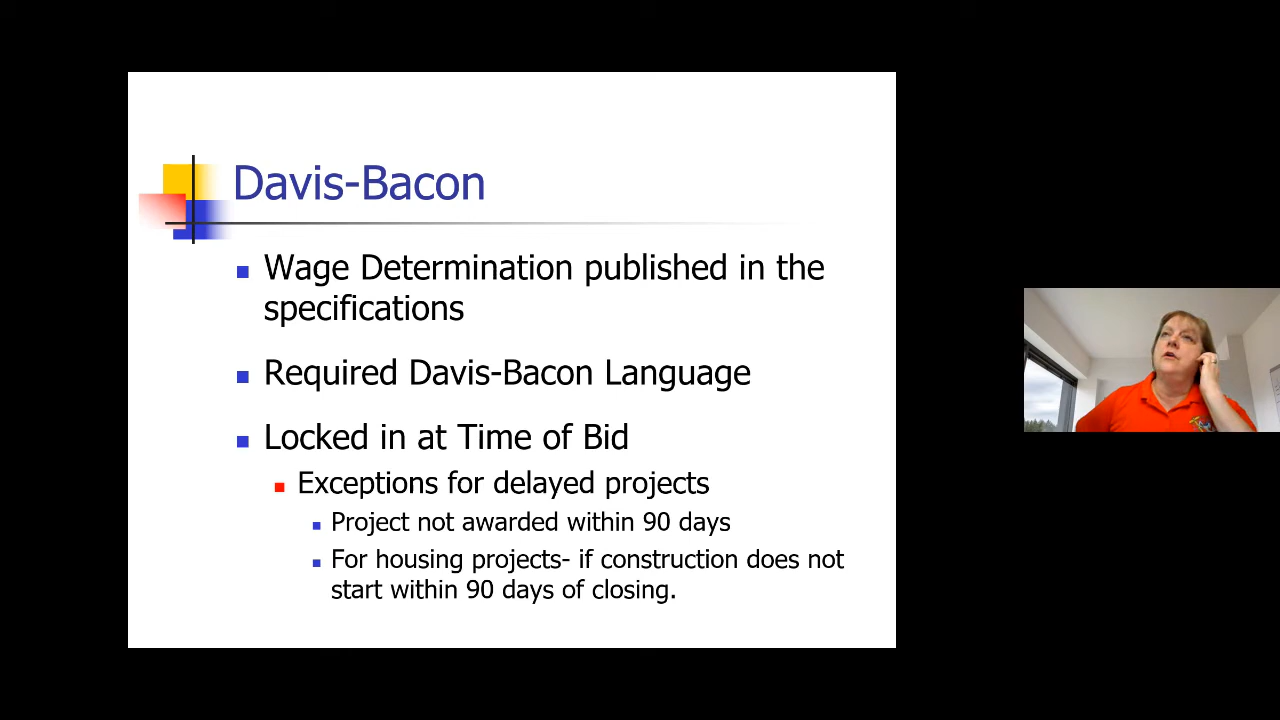 Davis-Bacon
Wage Determination published in the
specifications
Required Davis-Bacon Language
Locked in at Time of Bid
Exceptions for delayed projects
Project not awarded within 90 days
For housing projects- if construction does not
start within 90 days of closing.